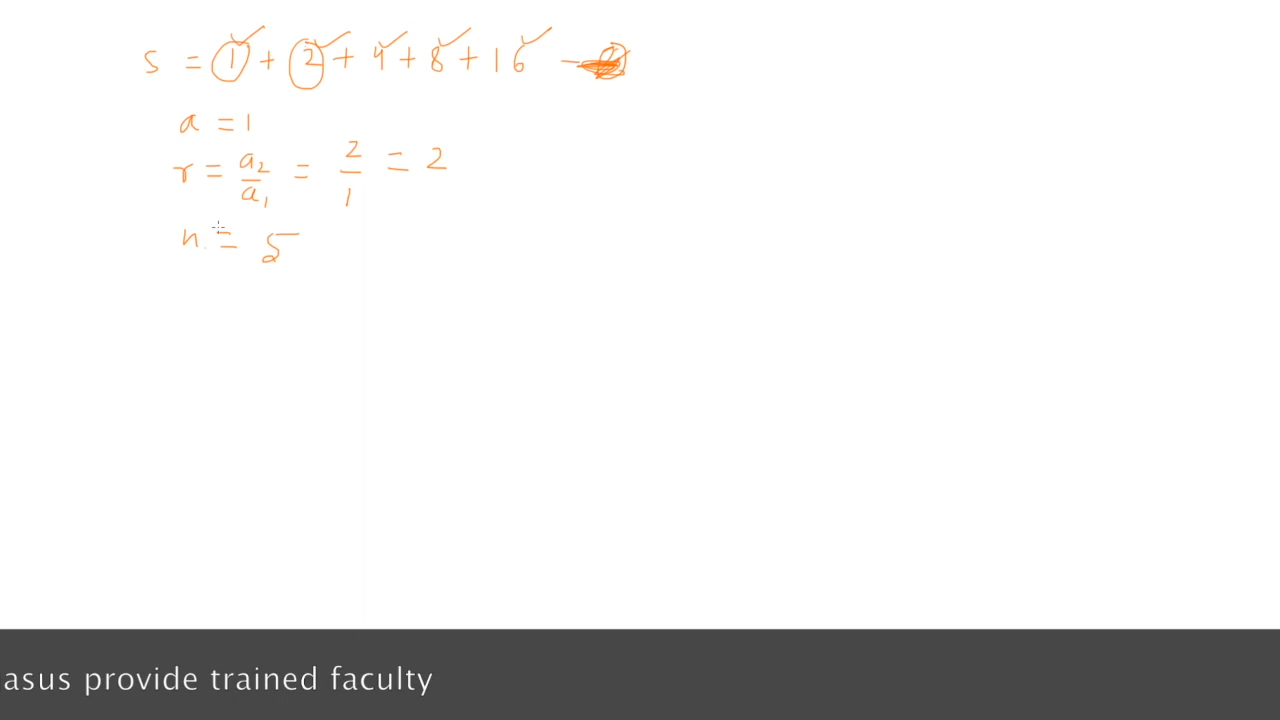 s = 1 + 2 + 4 + 8 + 16 -
a = 1
r = a2/a1 = 2/1 = 2
n = 5
asus provide trained faculty